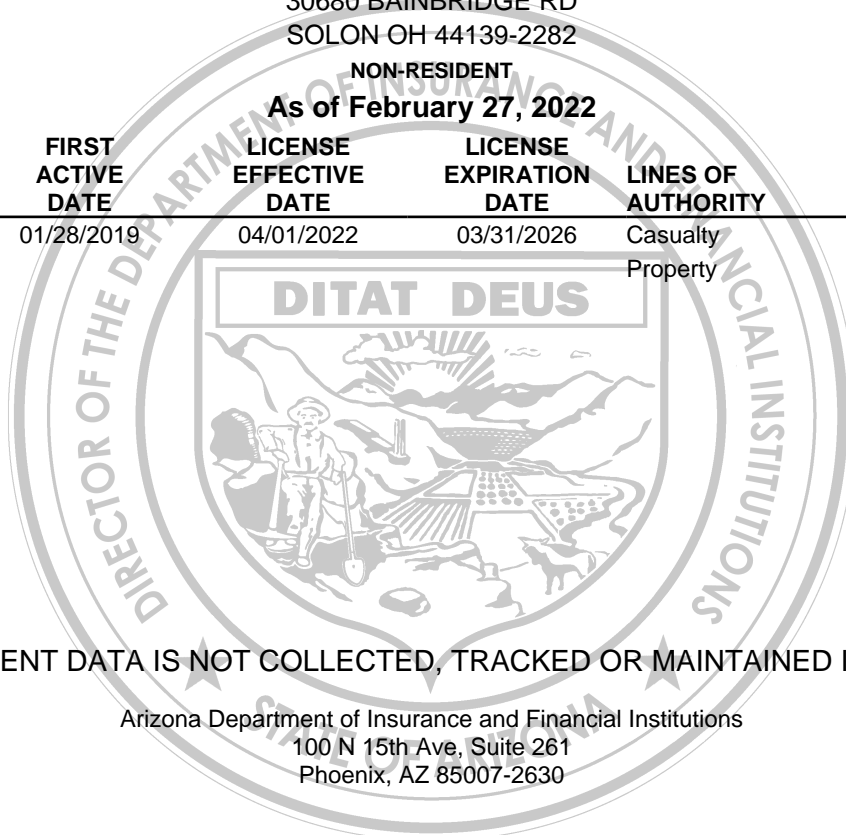 30680 BAINBRIDGE RD
SOLON OH 44139-2282
NON-RESIDENT
As of February 27, 2022
FIRST ACTIVE DATE LICENSE EFFECTIVE DATE LICENSE EXPIRATION DATE LINES OF AUTHORITY
01/28/2019 04/01/2022 03/31/2026 Casualty
Property
DIRECTOR OF THE DEPARTMENT OF INSURANCE AND FINANCIAL INSTITUTIONS
DITAT DEUS
ENT DATA IS NOT COLLECTED, TRACKED OR MAINTAINED
Arizona Department of Insurance and Financial Institutions
100 N 15th Ave, Suite 261
Phoenix, AZ 85007-2630
STATE OF ARIZONA